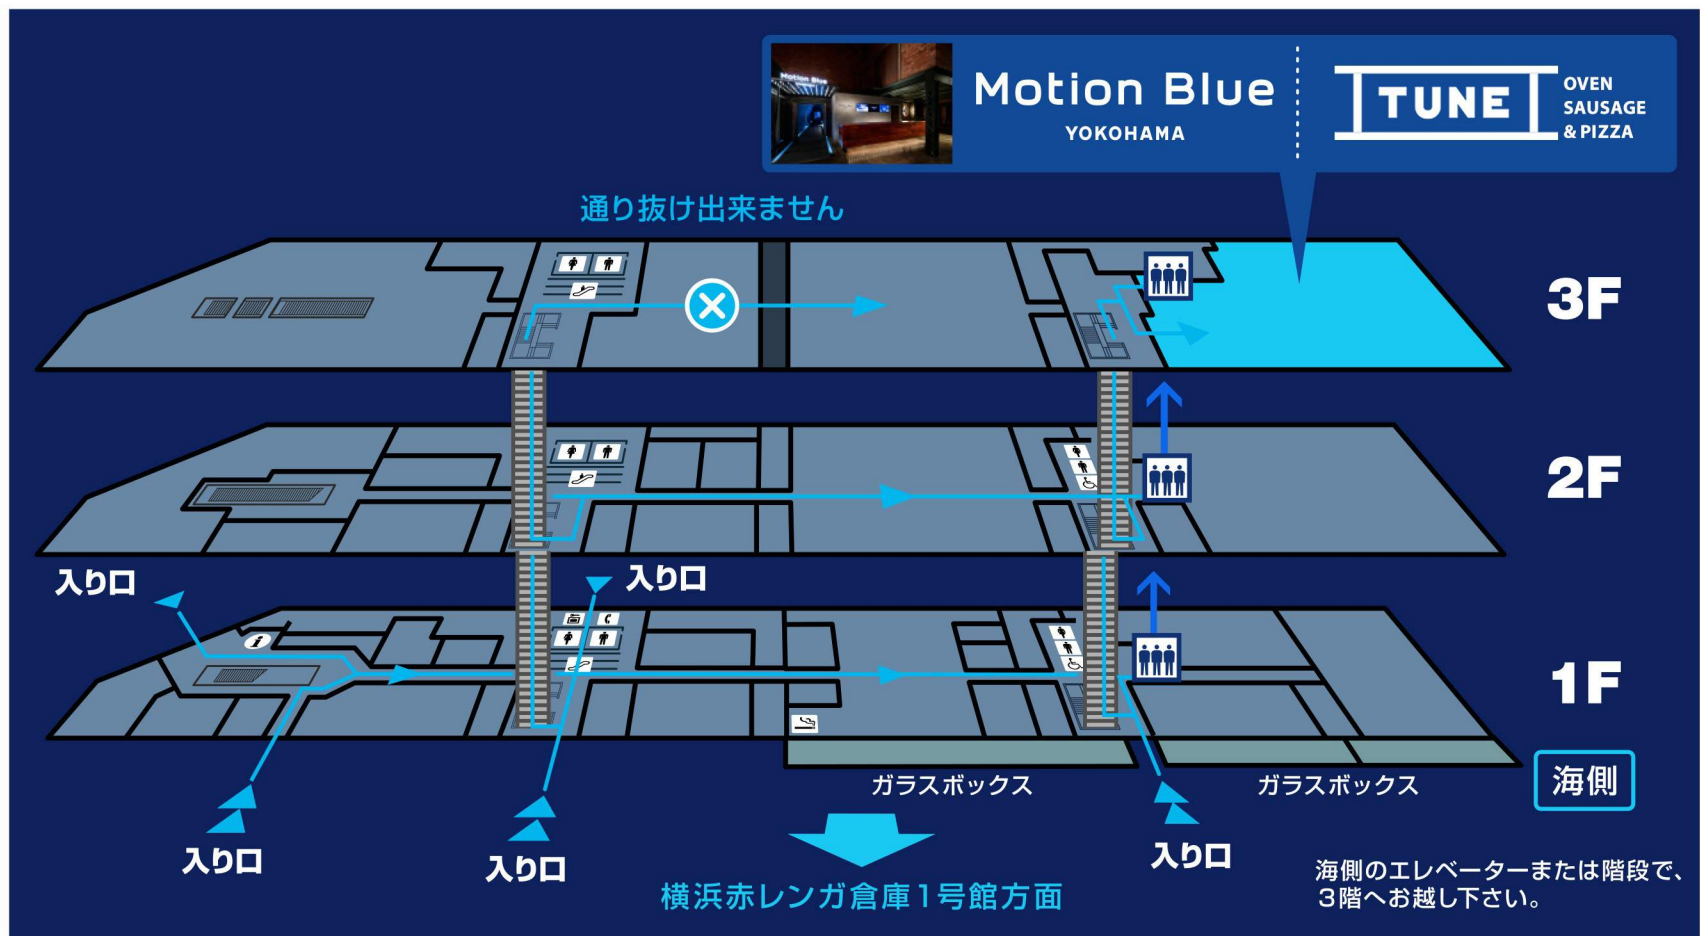 Motion Blue
Motion Blue
YOKOHAMA
TUNE
OVEN
SAUSAGE
& PIZZA
通り抜け出来ません
3F
2F
入り口
入り口
1F
ガラスボックス
ガラスボックス
海側
入り口
入り口
入り口
横浜赤レンガ倉庫1号館方面
海側のエレベーターまたは階段で、
3階へお越し下さい。